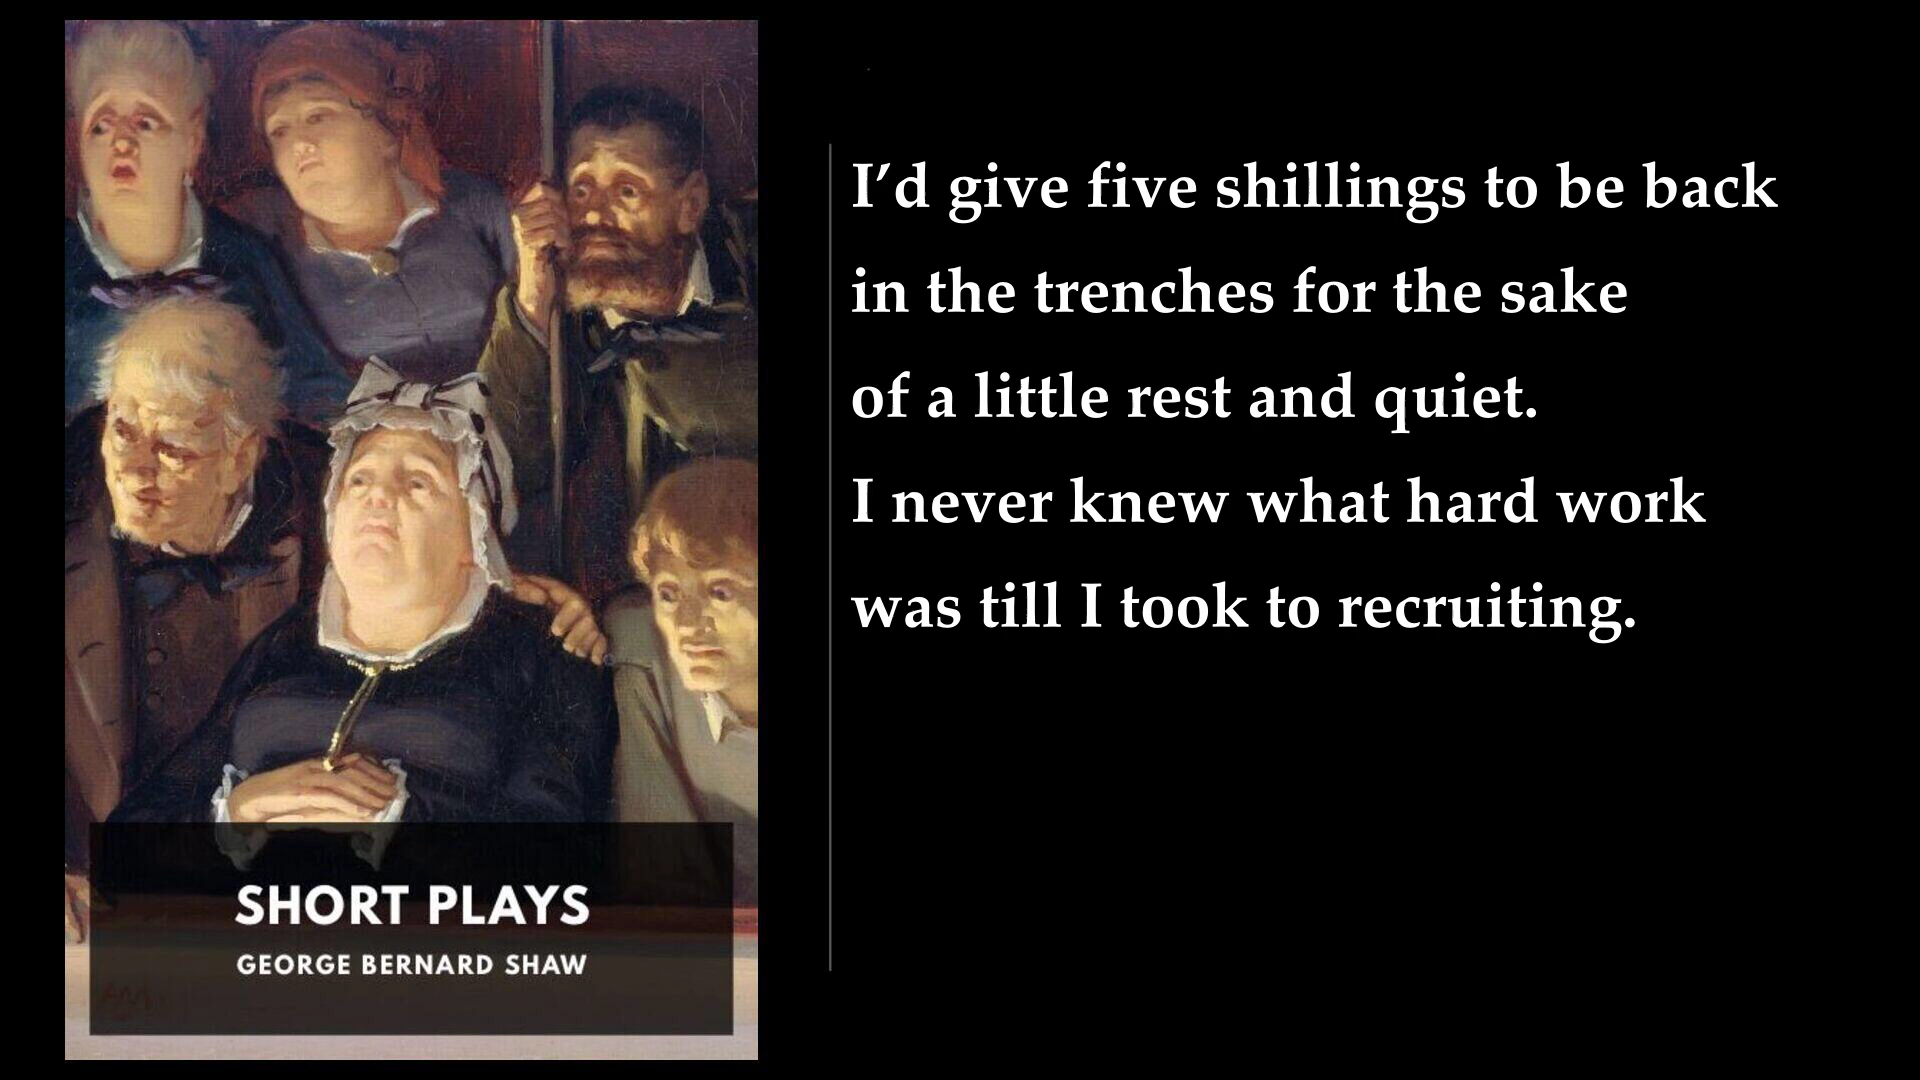 I’d give five shillings to be back
in the trenches for the sake
of a little rest and quiet.
I never knew what hard work
was till I took to recruiting.
SHORT PLAYS
GEORGE BERNARD SHAW